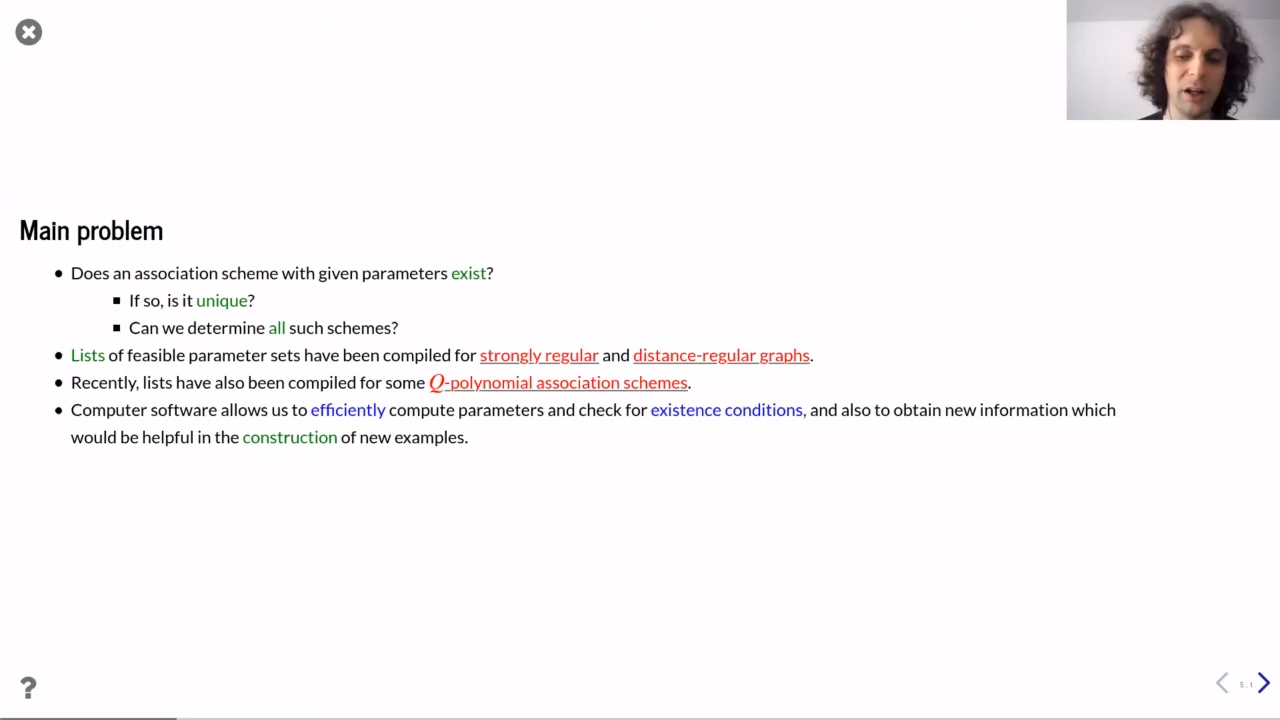 Main problem
Does an association scheme with given parameters exist?
If so, is it unique?
Can we determine all such schemes?
Lists of feasible parameter sets have been compiled for strongly regular and distance-regular graphs.
Recently, lists have also been compiled for some Q-polynomial association schemes.
Computer software allows us to efficiently compute parameters and check for existence conditions, and also to obtain new information which
would be helpful in the construction of new examples.
?
5.1